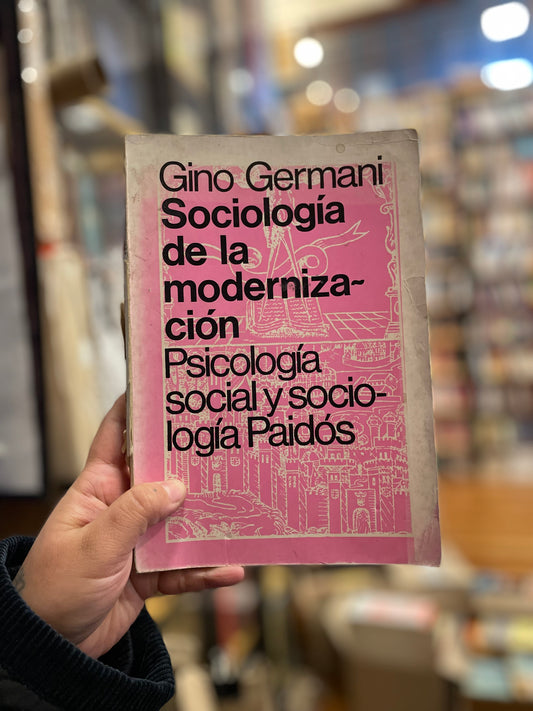 Gino Germani
Sociología
de la
moderniza~
ción
Psicología
social y socio-
logía Paidós